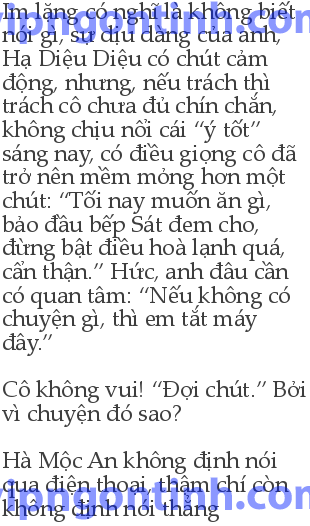 Im lặng có nghĩ là không biết
nói gì, sự dịu dàng của anh,
Hạ Diệu Diệu có chút cảm
động, nhưng, nếu trách thì
trách cô chưa đủ chín chắn,
không chịu nổi cái “ý tốt”
sáng nay, có điều giọng cô đã
trở nên mềm mỏng hơn một
chút: “Tối nay muốn ăn gì,
bảo đầu bếp Sát đem cho,
đừng bật điều hoà lạnh quá,
cẩn thận.” Hức, anh đâu cần
có quan tâm: “Nếu không có
chuyện gì, thì em tắt máy
đây.”
Cô không vui! “Đợi chút.” Bởi
vì chuyện đó sao?
Hà Mộc An không định nói
qua điện thoại, thậm chí còn
không định nói thẳng
vipngontinh.com
vipngontinh.com